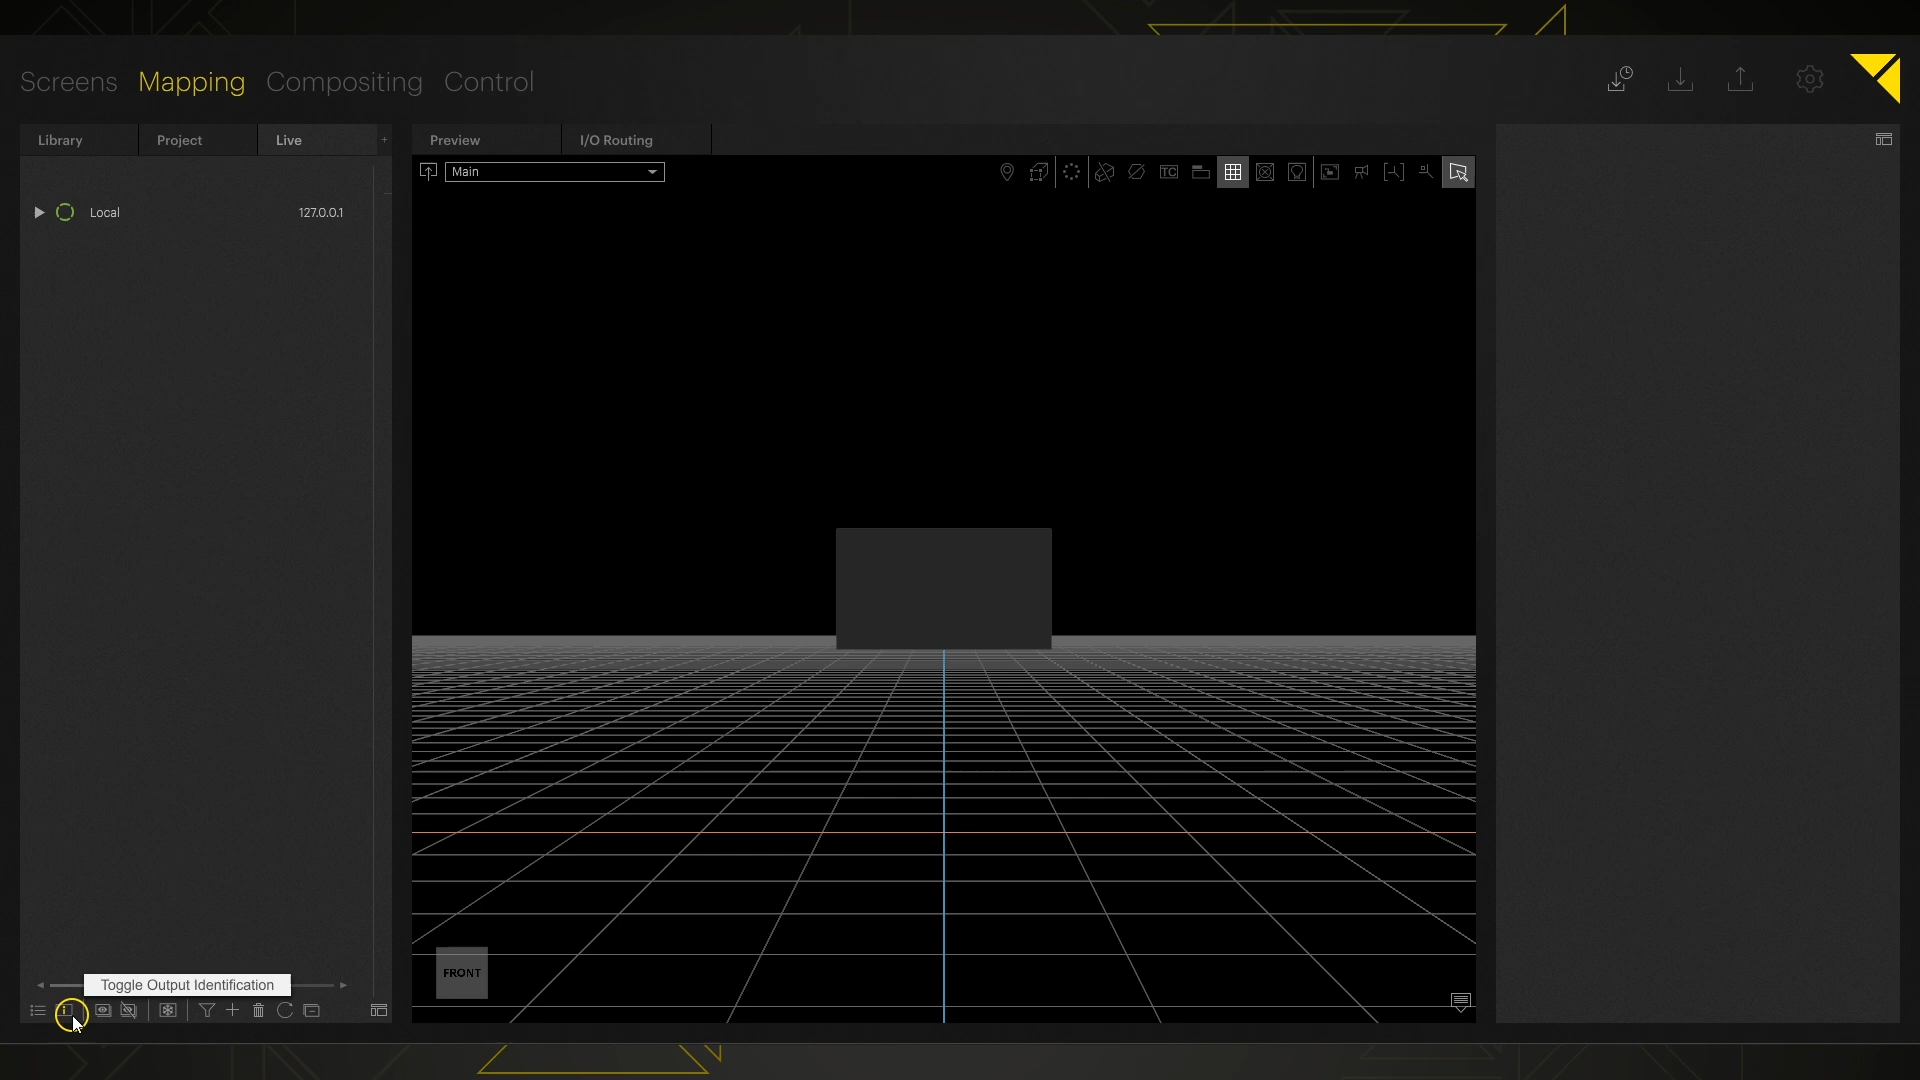 Screens Mapping Compositing Control
Library Project Live +
Preview I/O Routing
Main
TC
Local 127.0.0.1
FRONT
Toggle Output Identification